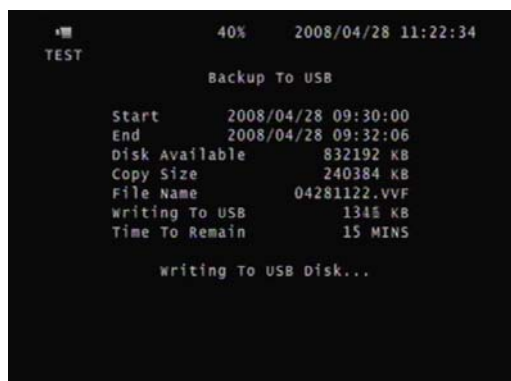 40% 2008/04/28 11:22:34
TEST
Backup To USB
Start 2008/04/28 09:30:00
End 2008/04/28 09:32:06
Disk Available 832192 KB
Copy Size 240384 KB
File Name 04281122.VVF
Writing To USB KB
Time To Remain 15 MINS
Writing To USB Disk...